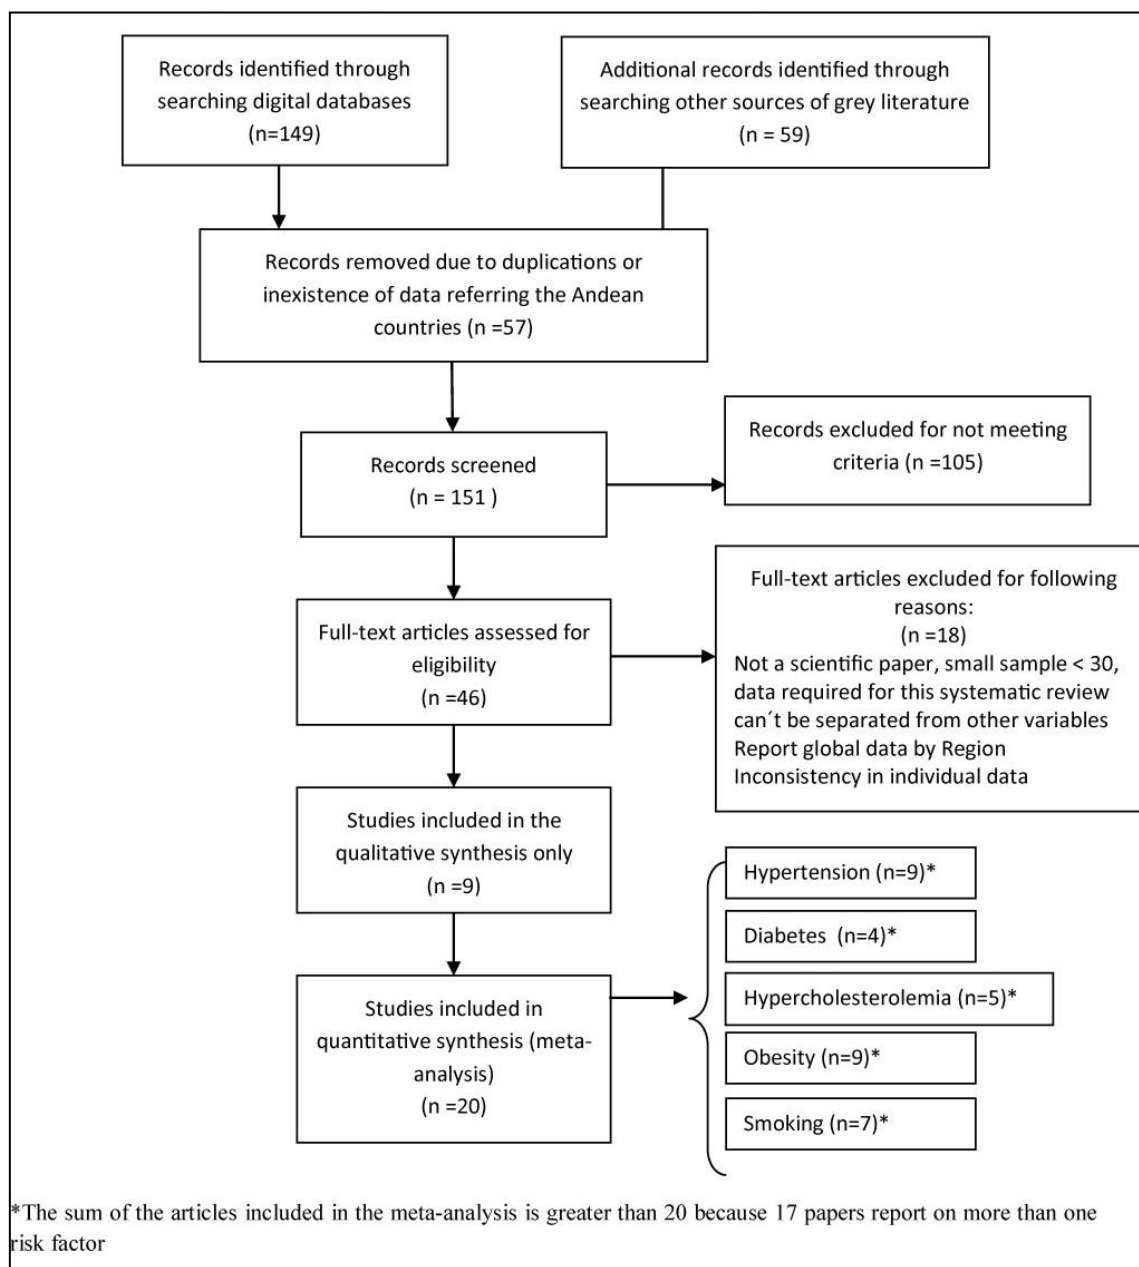 Records identified through
searching digital databases
(n=149)
Additional records identified through
searching other sources of grey literature
(n = 59)
Records removed due to duplications or
inexistence of data referring the Andean
countries (n =57)
Records screened
(n = 151 )
Records excluded for not meeting
criteria (n =105)
Full-text articles assessed for
eligibility
(n =46)
Full-text articles excluded for following
reasons:
(n =18)
Not a scientific paper, small sample < 30,
data required for this systematic review
can´t be separated from other variables
Report global data by Region
Inconsistency in individual data
Studies included in the
qualitative synthesis only
(n =9)
Studies included in
quantitative synthesis (meta-
analysis)
(n =20)
Hypertension (n=9)*
Diabetes  (n=4)*
Hypercholesterolemia (n=5)*
Obesity (n=9)*
Smoking (n=7)*
*The sum of the articles included in the meta-analysis is greater than 20 because 17 papers report on more than one
risk factor